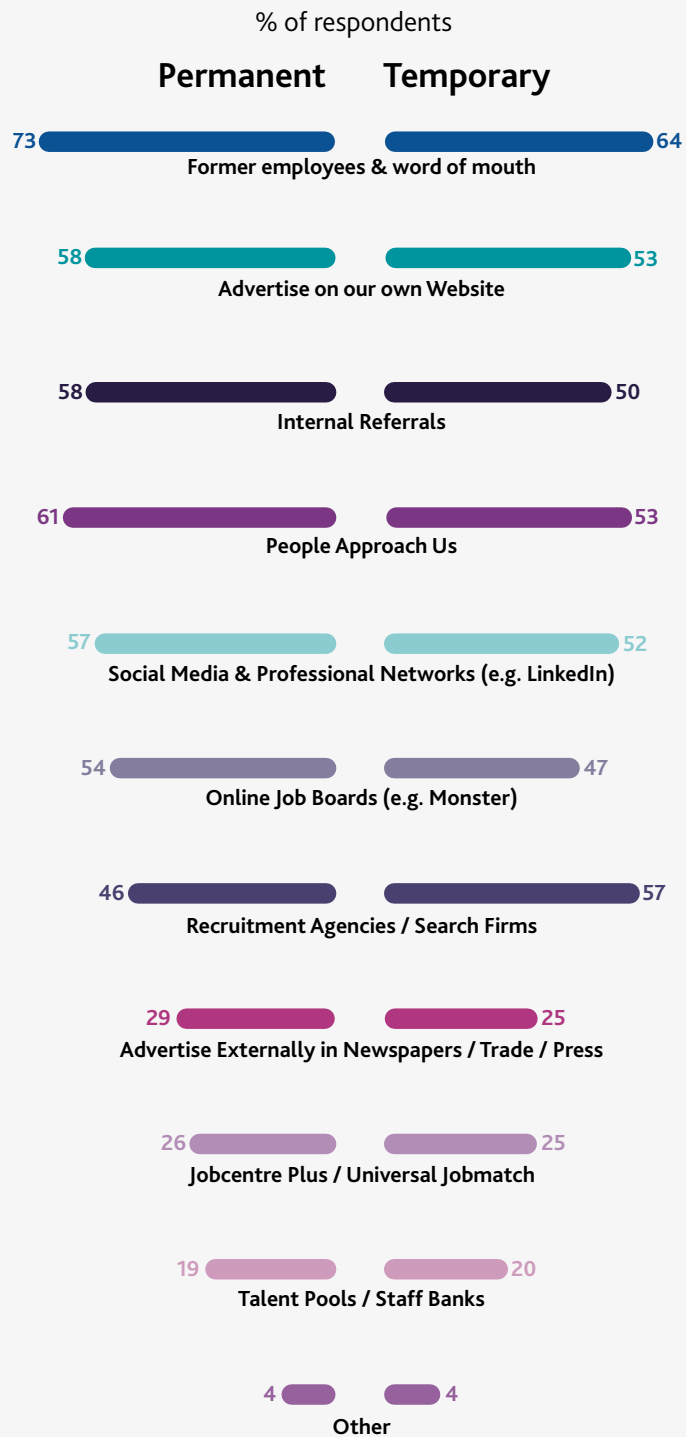 % of respondents
Permanent Temporary
73 64
Former employees & word of mouth
58 53
Advertise on our own Website
58 50
Internal Referrals
61 53
People Approach Us
57 52
Social Media & Professional Networks (e.g. LinkedIn)
54 47
Online Job Boards (e.g. Monster)
46 57
Recruitment Agencies / Search Firms
29 25
Advertise Externally in Newspapers / Trade / Press
26 25
Jobcentre Plus / Universal Jobmatch
19 20
Talent Pools / Staff Banks
4 4
Other